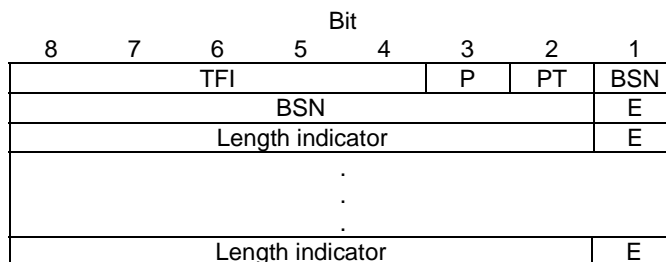 Bit
8 7 6 5 4 3 2 1
TFI P PT BSN
BSN E
Length indicator E
.
.
.
Length indicator E